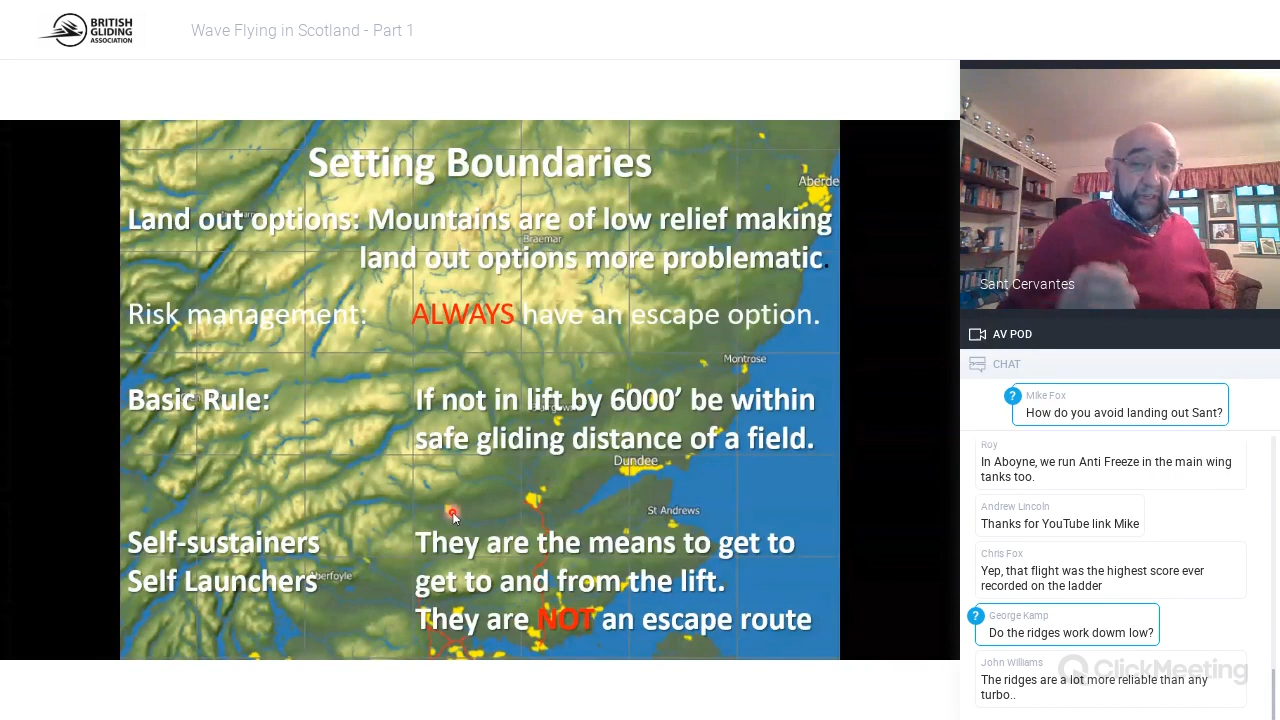 BRITISH
GLIDING
ASSOCIATION
Wave Flying in Scotland - Part 1
Setting Boundaries
Aberde
Land out options: Mountains are of low relief making
Braemar
land out options more problematic.
Risk management: ALWAYS have an escape option.
Montrose
Basic Rule: If not in lift by 6000’ be within
safe gliding distance of a field.
Dundee
St Andrews
Self-sustainers They are the means to get to
Self Launchers get to and from the lift.
Aberfoyle
They are NOT an escape route
Sant Cervantes
AV POD
CHAT
Mike Fox
? How do you avoid landing out Sant?
Roy
In Aboyne, we run Anti Freeze in the main wing
tanks too.
Andrew Lincoln
Thanks for YouTube link Mike
Chris Fox
Yep, that flight was the highest score ever
recorded on the ladder
George Kamp
? Do the ridges work dowm low?
John Williams
The ridges are a lot more reliable than any
turbo..
ClickMeeting